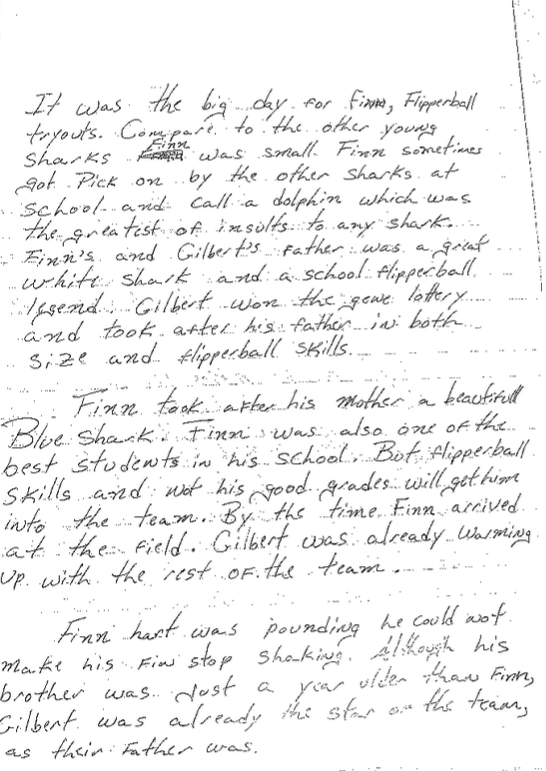 It was the big day for Finn, Flipperball
tryouts. Compare to the other young
Sharks Finn was small. Finn sometimes
got Pick on by the other Sharks at
School and call a dolphin which was
the greatest of insults to any shark.
Finn's and Gilbert's Father was a great
white Shark and a school flipperball
legend. Gilbert won the gene lottery
and took after his father in both
Size and flipperball skills.
Finn took after his mother a beautifull
Blue Shark. Finn was also one of the
best students in his school. But flipperball
skills and not his good grades will get him
into the team. By the time Finn arrived
at the field. Gilbert was already warming
up with the rest of the team.
Finn hart was pounding he could not
make his Fin stop shaking. Although his
brother was Just a year older than Finn,
Gilbert was already the star on the team,
as their Father was.